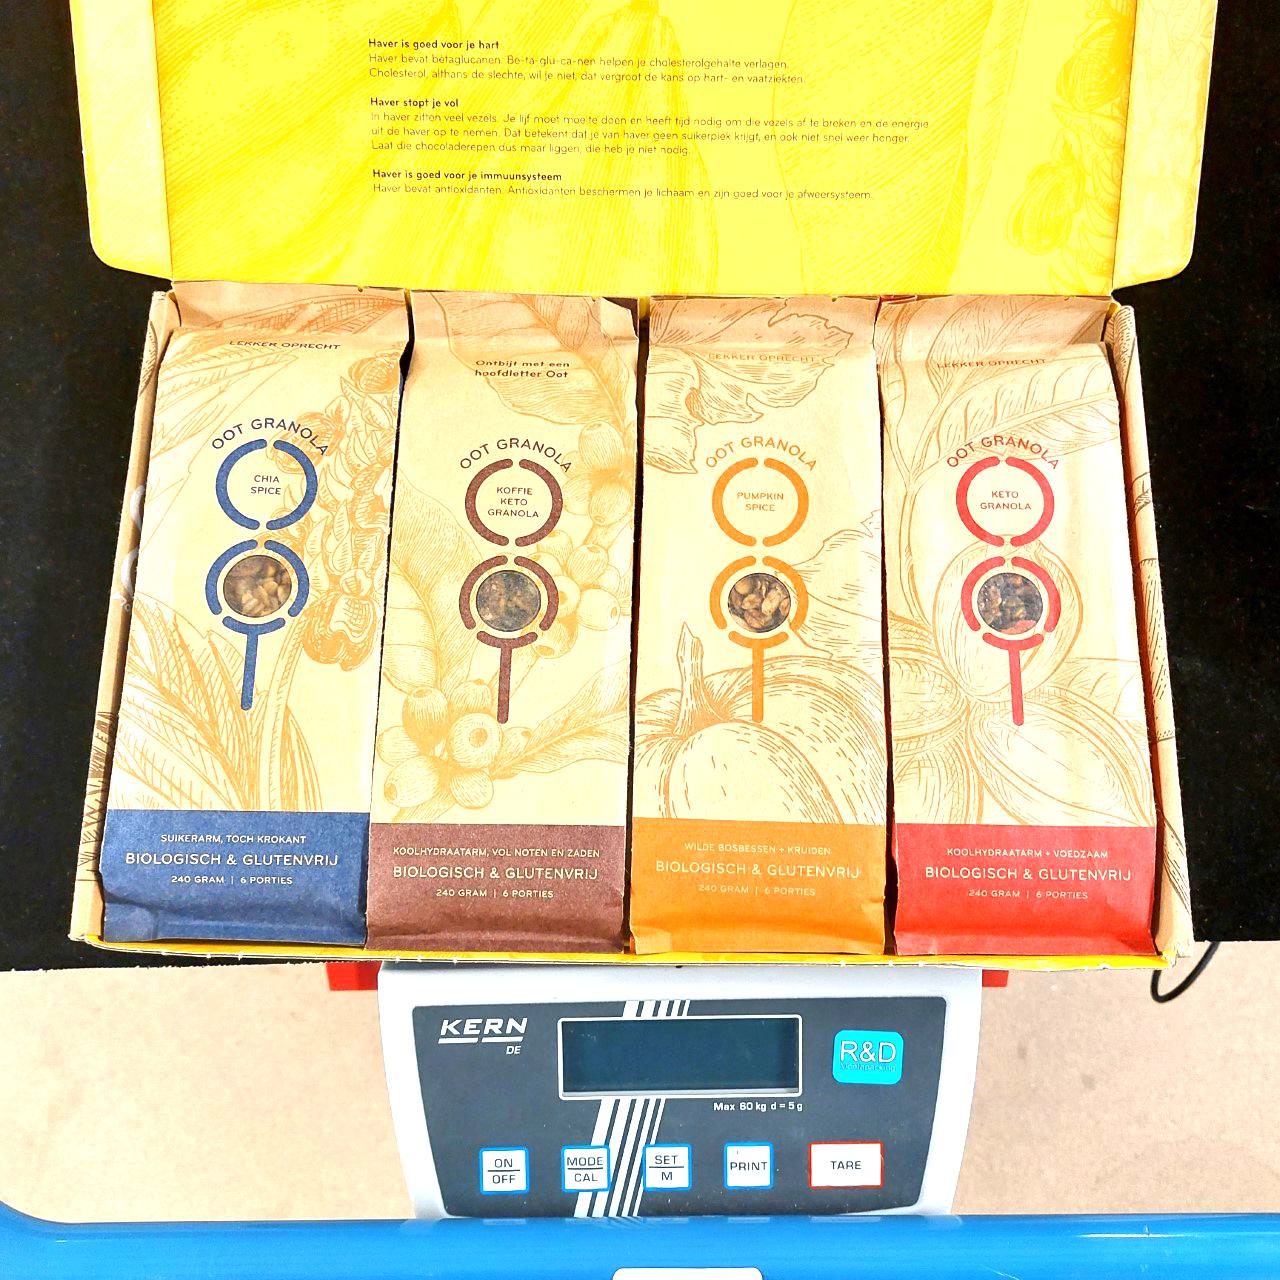 Haver is goed voor je hart
Haver bevat bètaglucanen. Be-ta-glu-ca-nen helpen je cholesterolgehalte verlagen.
Cholesterol, althans de slechte, wil je niet, dat vergroot de kans op hart- en vaatziekten.
Haver stopt je vol
In haver zitten veel vezels. Je lijf moet moeite doen en heeft tijd nodig om die vezels af te breken en de energie
uit de haver op te nemen. Dat betekent dat je van haver geen suikerpiek krijgt, en ook niet snel weer honger.
Laat die chocoladerepen dus maar liggen, die heb je niet nodig.
Haver is goed voor je immuunsysteem
Haver bevat antioxidanten. Antioxidanten beschermen je lichaam en zijn goed voor je afweersysteem.
LEKKER OPRECHT
OOT GRANOLA
CHIA
SPICE
SUIKERARM, TOCH KROKANT
BIOLOGISCH & GLUTENVRIJ
240 GRAM | 6 PORTIES
Ontbijt met een
hoofdletter Oot
OOT GRANOLA
KOFFIE
KETO
GRANOLA
KOOLHYDRAATARM, VOL NOTEN EN ZADEN
BIOLOGISCH & GLUTENVRIJ
240 GRAM | 6 PORTIES
LEKKER OPRECHT
OOT GRANOLA
PUMPKIN
SPICE
WILDE BOSBESSEN + KRUIDEN
BIOLOGISCH & GLUTENVRIJ
240 GRAM | 6 PORTIES
LEKKER OPRECHT
OOT GRANOLA
KETO
GRANOLA
KOOLHYDRAATARM + VOEDZAAM
BIOLOGISCH & GLUTENVRIJ
240 GRAM | 6 PORTIES
KERN
DE
R&D
Max 60 kg d = 5 g
ON
OFF
MODE
CAL
SET
M
PRINT
TARE